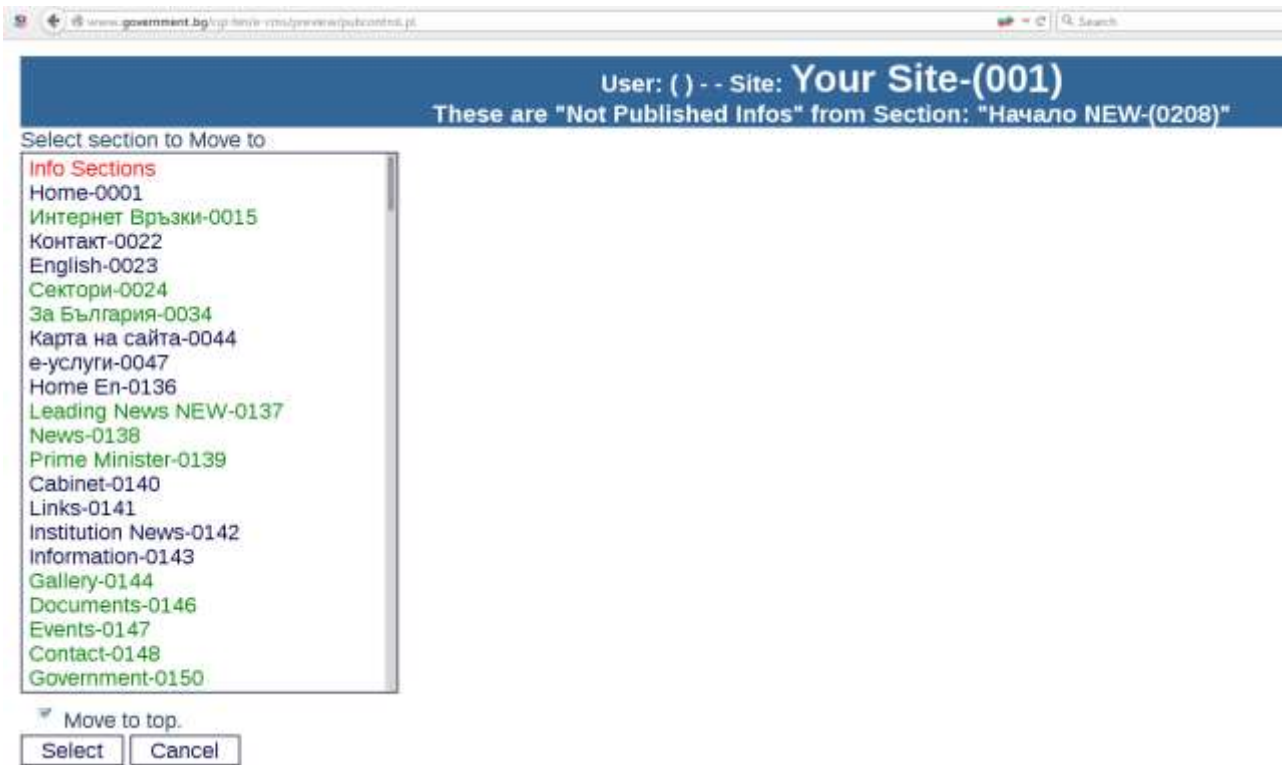 www.government.bg
Search
User: ( ) - - Site: Your Site-(001)
These are "Not Published Infos" from Section: "Начало NEW-(0208)"
Select section to Move to
Info Sections
Home-0001
Интернет Връзки-0015
Контакт-0022
English-0023
Сектори-0024
За България-0034
Карта на сайта-0044
е-услуги-0047
Home En-0136
Leading News NEW-0137
News-0138
Prime Minister-0139
Cabinet-0140
Links-0141
Institution News-0142
Information-0143
Gallery-0144
Documents-0146
Events-0147
Contact-0148
Government-0150
Move to top.
Select Cancel